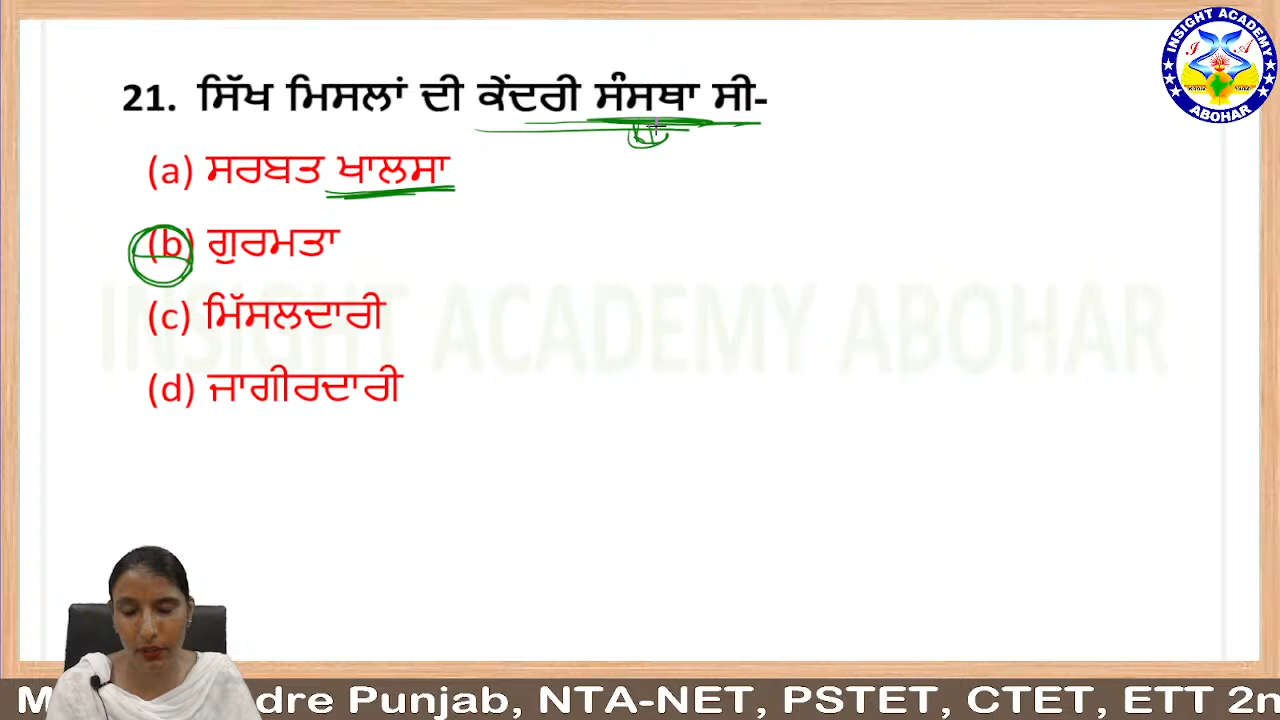 INSIGHT ACADEMY
I A
ABOHAR
21. ਸਿੱਖ ਮਿਸਲਾਂ ਦੀ ਕੇਂਦਰੀ ਸੰਸਥਾ ਸੀ-
(a) ਸਰਬਤ ਖਾਲਸਾ
(b) ਗੁਰਮਤਾ
(c) ਮਿੱਸਲਦਾਰੀ
(d) ਜਾਗੀਰਦਾਰੀ
INSIGHT ACADEMY ABOHAR
dre Punjab, NTA-NET, PSTET, CTET, ETT 2n